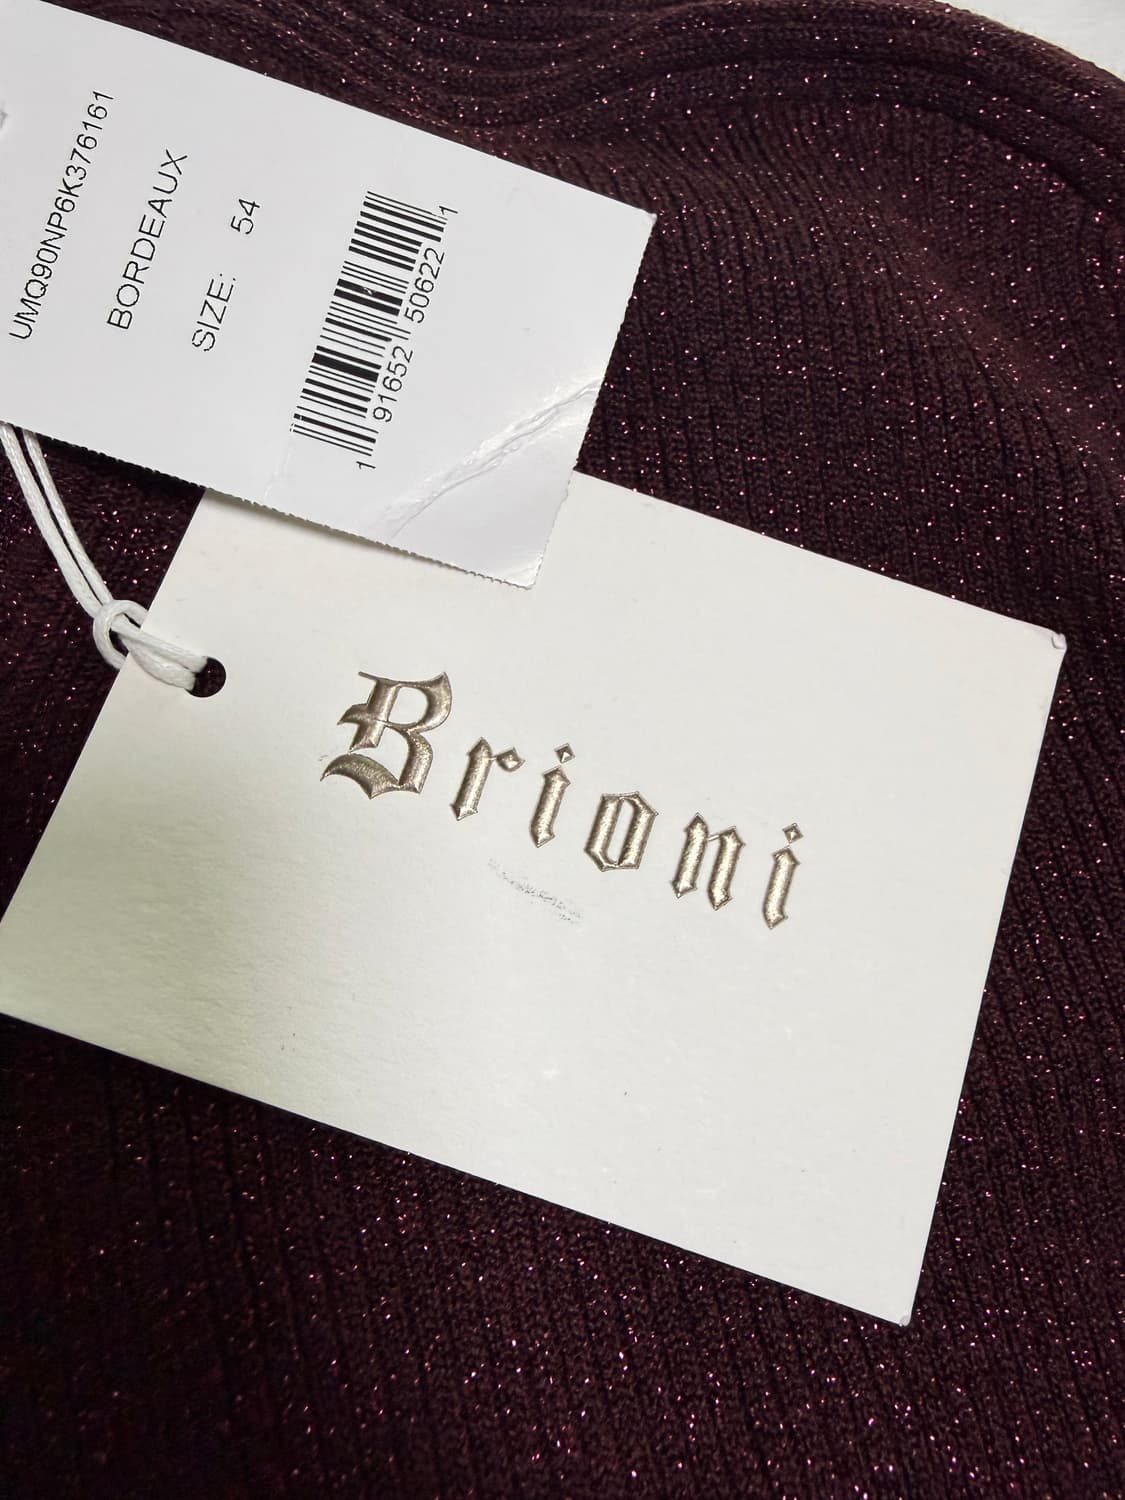 UMQ90NP6K376161
BORDEAUX
SIZE: 54
1 91652 50622 1
Brioni